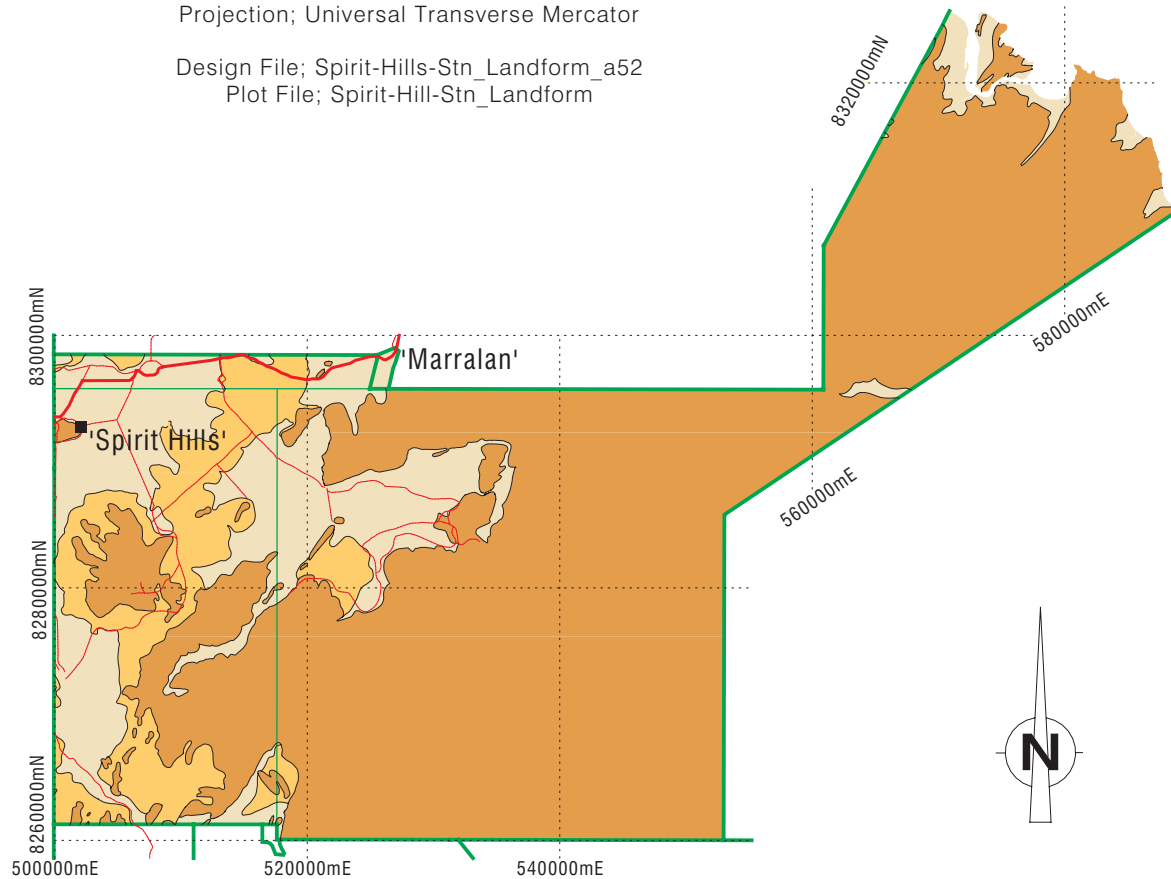 Projection; Universal Transverse Mercator
Design File; Spirit-Hills-Stn_Landform_a52
Plot File; Spirit-Hill-Stn_Landform
8320000mN
580000mE
8300000mN
'Marralan'
'Spirit Hills'
560000mE
8280000mN
N
8260000mN
500000mE
520000mE
540000mE